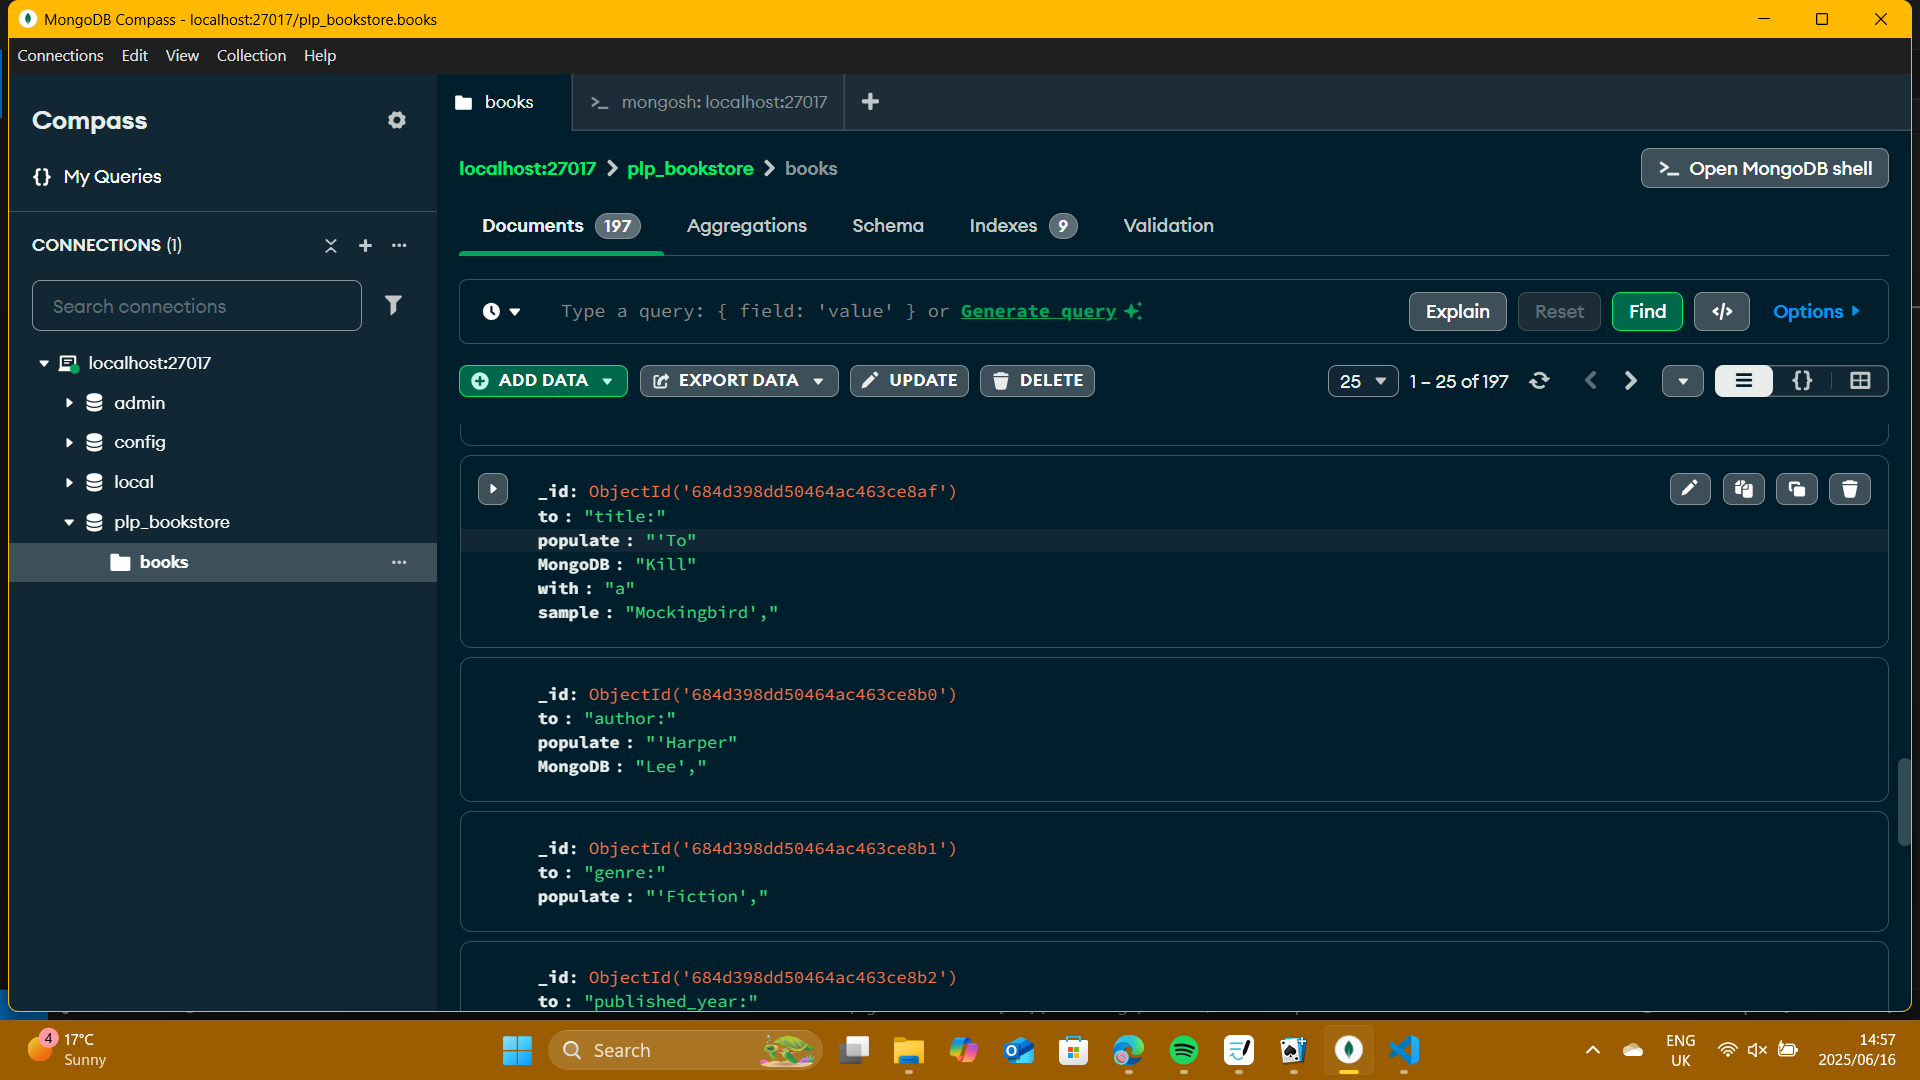 MongoDB Compass - localhost:27017/plp_bookstore.books
Connections Edit View Collection Help
Compass
{} My Queries
CONNECTIONS (1)
Search connections
localhost:27017
admin
config
local
plp_bookstore
books
books
>_ mongosh: localhost:27017
localhost:27017 > plp_bookstore > books
>_ Open MongoDB shell
Documents 197 Aggregations Schema Indexes 9 Validation
Type a query: { field: 'value' } or Generate query
Explain Reset Find </> Options
ADD DATA EXPORT DATA UPDATE DELETE
25 1 – 25 of 197 {}
_id: ObjectId('684d398dd50464ac463ce8af')
to : "title:"
populate : "'To"
MongoDB : "Kill"
with : "a"
sample : "Mockingbird',"
_id: ObjectId('684d398dd50464ac463ce8b0')
to : "author:"
populate : "'Harper"
MongoDB : "Lee',"
_id: ObjectId('684d398dd50464ac463ce8b1')
to : "genre:"
populate : "'Fiction',"
_id: ObjectId('684d398dd50464ac463ce8b2')
to : "published_year:"
4
17°C
Sunny
Search
ENG
UK
14:57
2025/06/16